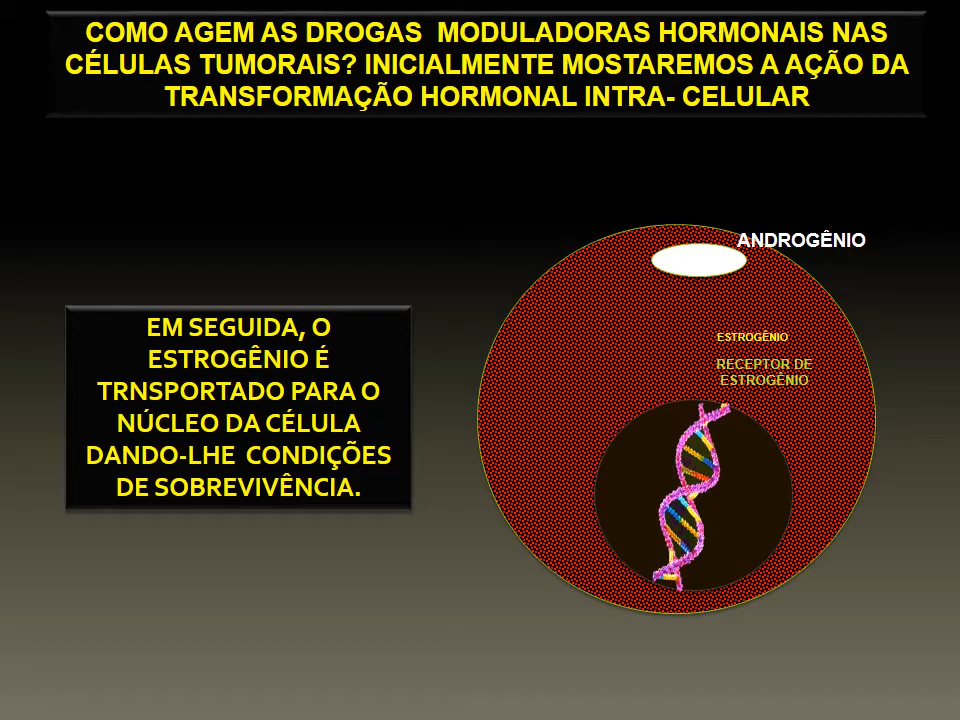 COMO AGEM AS DROGAS  MODULADORAS HORMONAIS NAS
CÉLULAS TUMORAIS? INICIALMENTE MOSTAREMOS A AÇÃO DA
TRANSFORMAÇÃO HORMONAL INTRA- CELULAR
ANDROGÊNIO
EM SEGUIDA, O
ESTROGÊNIO É
TRNSPORTADO PARA O
NÚCLEO DA CÉLULA
DANDO-LHE  CONDIÇÕES
DE SOBREVIVÊNCIA.
ESTROGÊNIO
RECEPTOR DE
ESTROGÊNIO